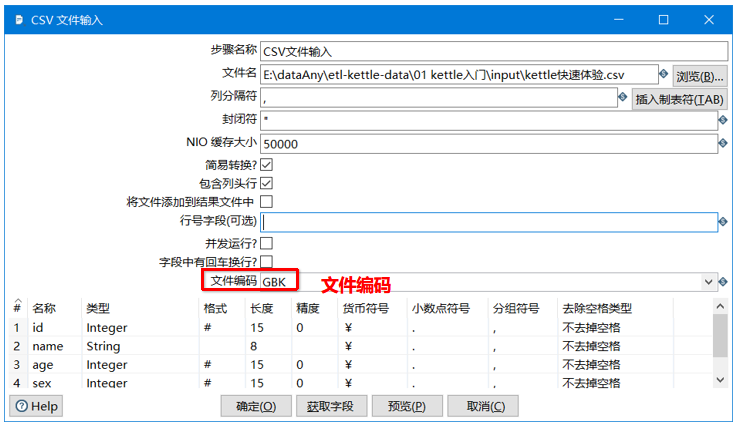 CSV 文件输入
步骤名称 CSV文件输入
文件名 E:\dataAny\etl-kettle-data\01 kettle入门\input\kettle快速体验.csv 浏览(B)...
列分隔符 , 插入制表符(TAB)
封闭符 "
NIO 缓存大小 50000
简易转换?
包含列头行
将文件添加到结果文件中
行号字段(可选)
并发运行?
字段中有回车换行?
文件编码 GBK 文件编码
# 名称 类型 格式 长度 精度 货币符号 小数点符号 分组符号 去除空格类型
1 id Integer # 15 0 ¥ . , 不去掉空格
2 name String 8 ¥ . , 不去掉空格
3 age Integer # 15 0 ¥ . , 不去掉空格
4 sex Integer # 15 0 ¥ . , 不去掉空格
Help 确定(O) 获取字段 预览(P) 取消(C)